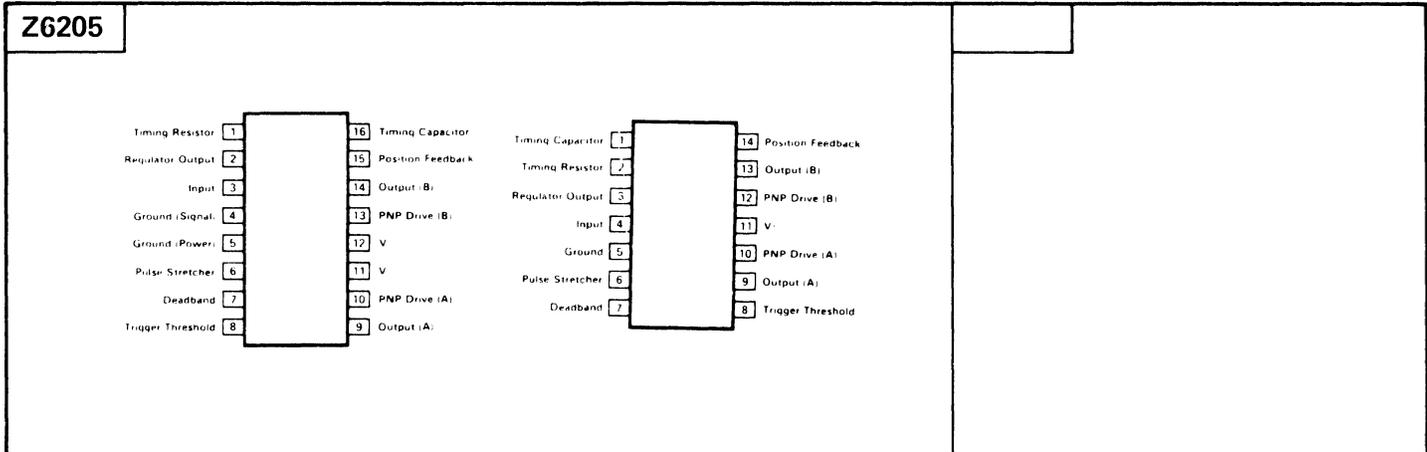 Z6205
Timing Resistor 1
Regulator Output 2
Input 3
Ground (Signal) 4
Ground (Power) 5
Pulse Stretcher 6
Deadband 7
Trigger Threshold 8
16 Timing Capacitor
15 Position Feedback
14 Output (B)
13 PNP Drive (B)
12 V
11 V
10 PNP Drive (A)
9 Output (A)
Timing Capacitor 1
Timing Resistor 2
Regulator Output 3
Input 4
Ground 5
Pulse Stretcher 6
Deadband 7
14 Position Feedback
13 Output (B)
12 PNP Drive (B)
11 V
10 PNP Drive (A)
9 Output (A)
8 Trigger Threshold